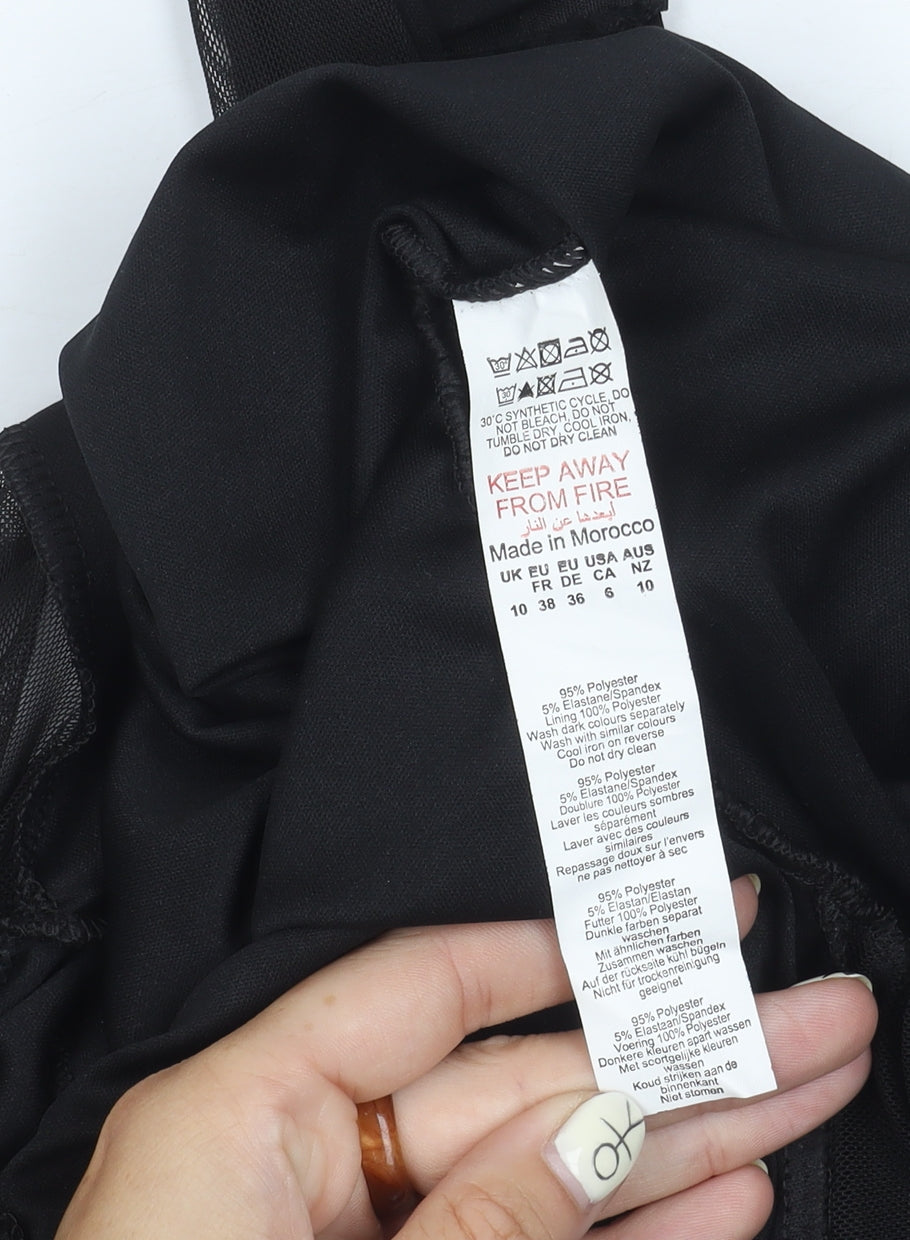 30°
30°
30°C SYNTHETIC CYCLE, DO
NOT BLEACH, DO NOT
TUMBLE DRY, COOL IRON,
DO NOT DRY CLEAN
KEEP AWAY
FROM FIRE
أبعدها عن النار
Made in Morocco
UK EU EU USA AUS
FR DE CA NZ
10 38 36 6 10
95% Polyester
5% Elastane/Spandex
Lining 100% Polyester
Wash dark colours separately
Wash with similar colours
Cool iron on reverse
Do not dry clean
95% Polyester
5% Elastane/Spandex
Doublure 100% Polyester
Laver les couleurs sombres
séparément
Laver avec des couleurs
similaires
Repassage doux sur l'envers
ne pas nettoyer à sec
95% Polyester
5% Elastan/Elastan
Futter 100% Polyester
Dunkle farben separat
waschen
Mit ähnlichen farben
Zusammen waschen
Auf der rückseite kühl bügeln
Nicht für trockenreinigung
geeignet
95% Polyester
5% Elastaan/Spandex
Voering 100% Polyester
Donkere kleuren apart wassen
Met soortgelijke kleuren
wassen
Koud strijken aan de
binnenkant
Niet stomen